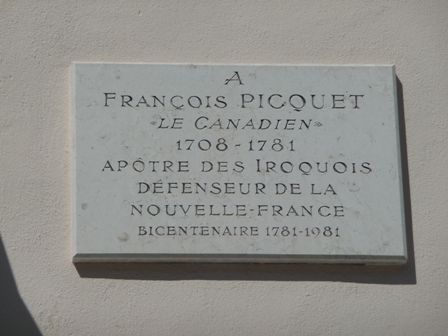 A
FRANÇOIS PICQUET
«LE CANADIEN»
1708-1781
APÔTRE DES IROQUOIS
DÉFENSEUR DE LA
NOUVELLE-FRANCE
BICENTENAIRE 1781-1981